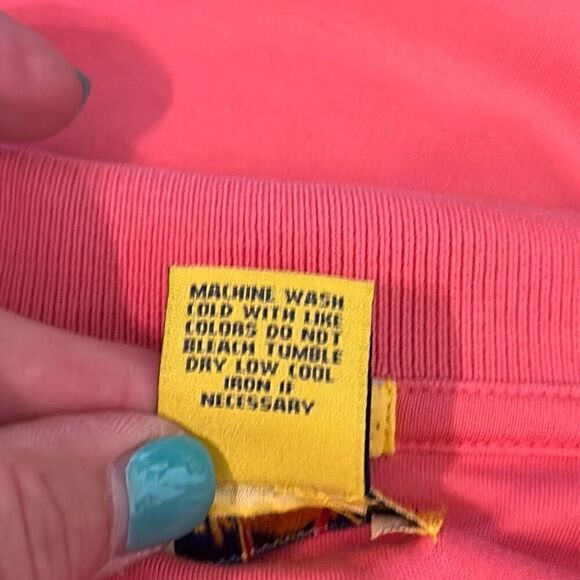 MACHINE WASH
COLD WITH LIKE
COLORS DO NOT
BLEACH TUMBLE
DRY LOW COOL
IRON IF
NECESSARY